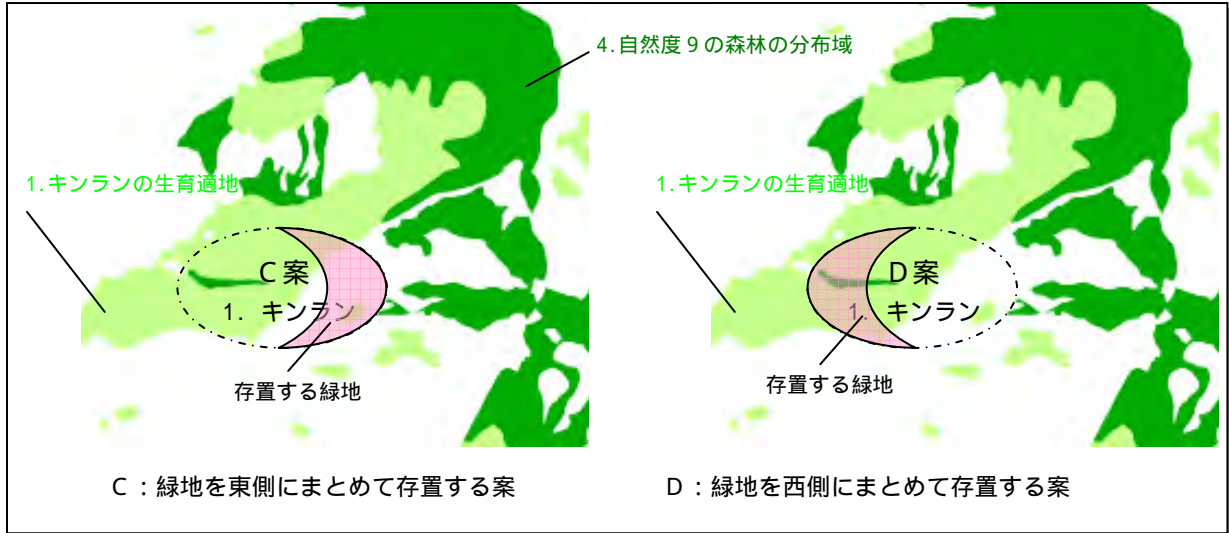 4.自然度9の森林の分布域
1.キンランの生育適地
1.キンランの生育適地
C案
1. キンラン
D案
1. キンラン
存置する緑地
存置する緑地
C:緑地を東側にまとめて存置する案
D:緑地を西側にまとめて存置する案